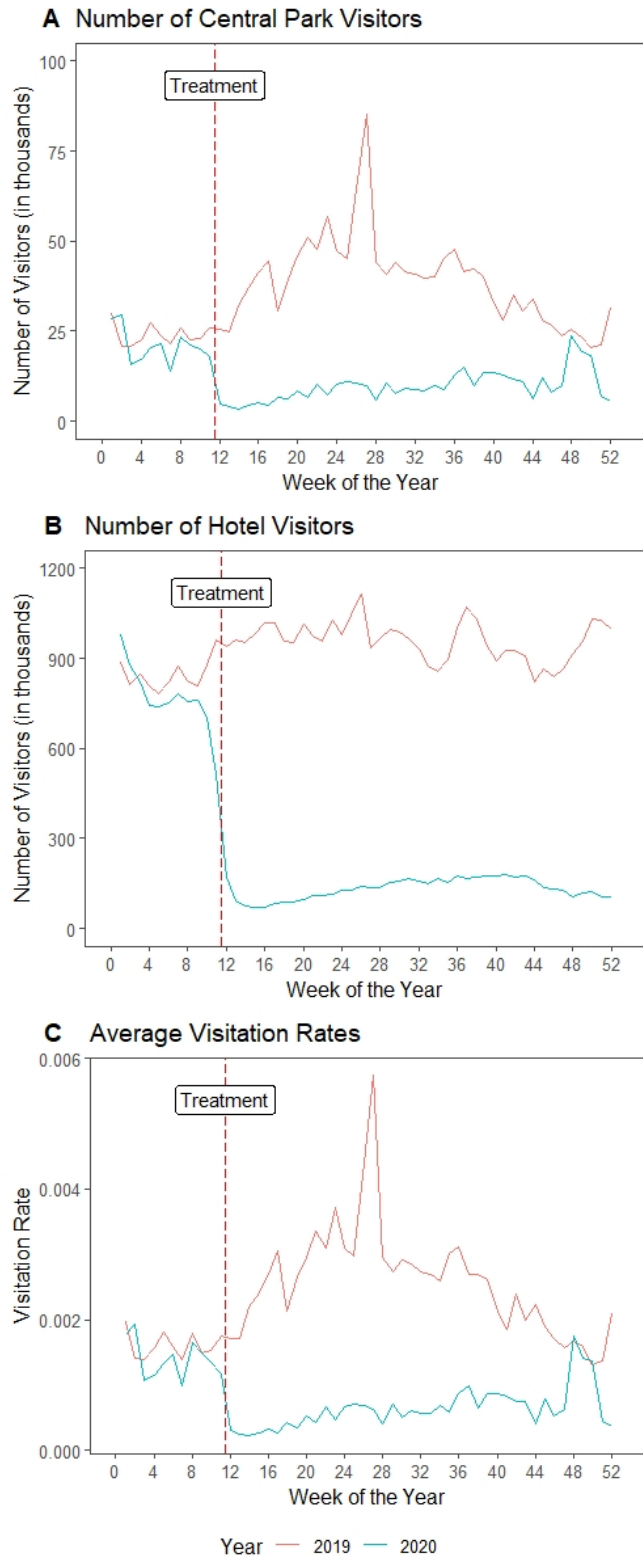 A Number of Central Park Visitors
Number of Visitors (in thousands)
100
75
50
25
0
Treatment
0 4 8 12 16 20 24 28 32 36 40 44 48 52
Week of the Year
B Number of Hotel Visitors
Number of Visitors (in thousands)
1200
900
600
300
0
Treatment
0 4 8 12 16 20 24 28 32 36 40 44 48 52
Week of the Year
C Average Visitation Rates
Visitation Rate
0.006
0.004
0.002
0.000
Treatment
0 4 8 12 16 20 24 28 32 36 40 44 48 52
Week of the Year
Year 2019 2020